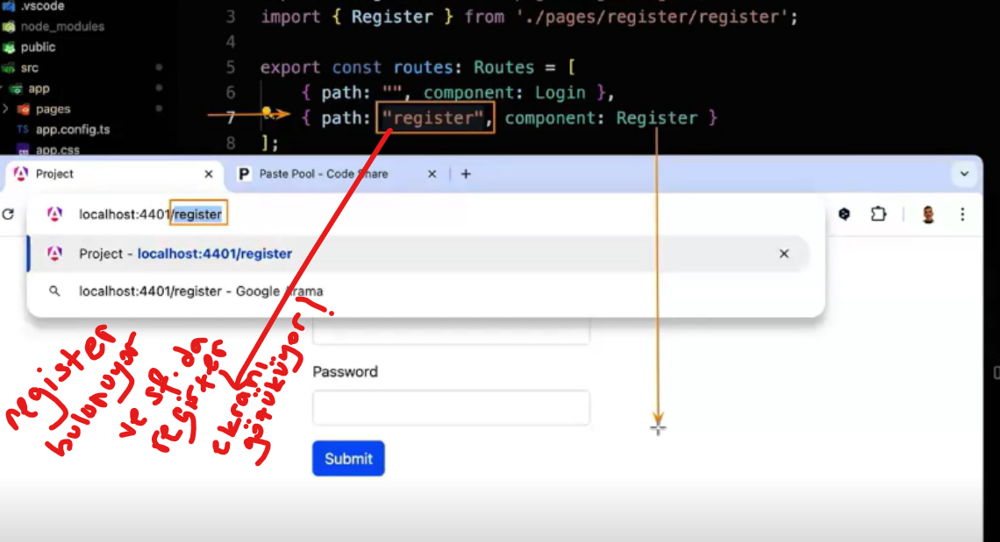 .vscode
node_modules
public
src
app
pages
TS app.config.ts
app.css
3 import { Register } from './pages/register/register';
4
5 export const routes: Routes = [
6 { path: "", component: Login },
7 { path: "register", component: Register }
8 ];
Project
Paste Pool - Code Share
localhost:4401/register
Project - localhost:4401/register
localhost:4401/register - Google Arama
Password
Submit
register
bulunuyor
ve sf. da
register
ekranı
götüküyor!.